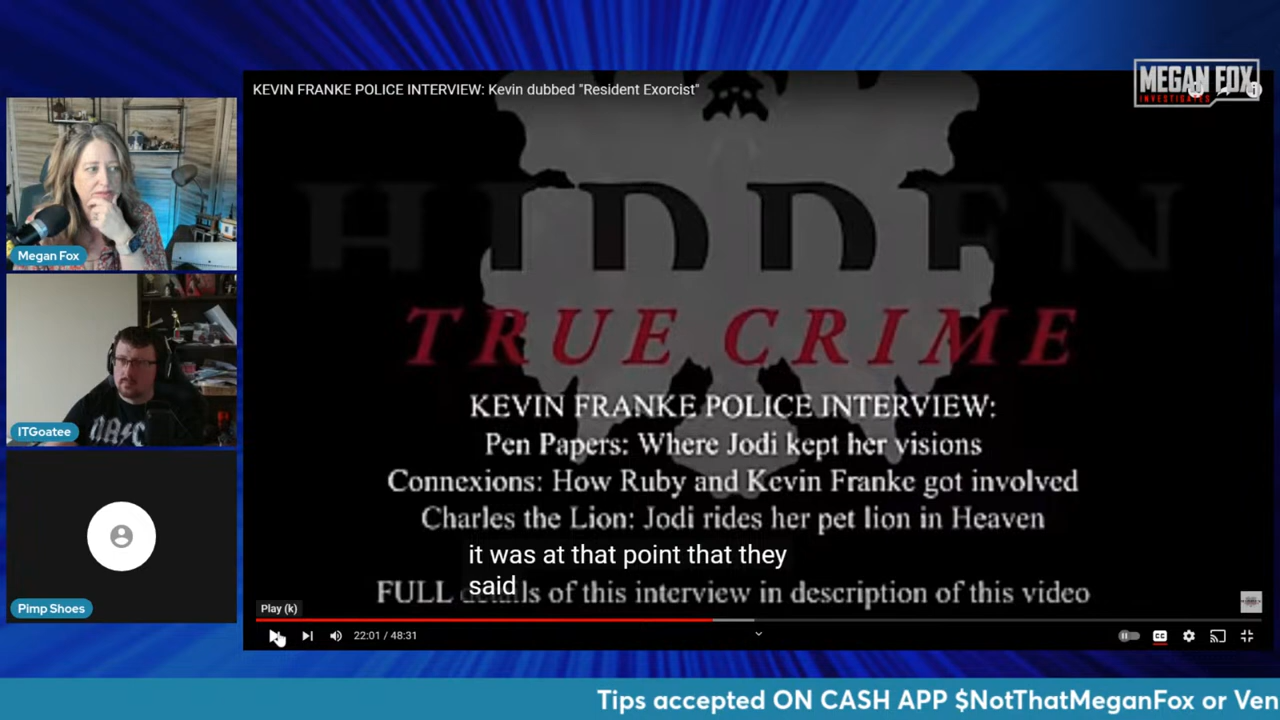 KEVIN FRANKE POLICE INTERVIEW: Kevin dubbed "Resident Exorcist"
MEGAN FOX
INVESTIGATES
Megan Fox
ITGoatee
Pimp Shoes
HIDDEN
TRUE CRIME
KEVIN FRANKE POLICE INTERVIEW:
Pen Papers: Where Jodi kept her visions
Connexions: How Ruby and Kevin Franke got involved
Charles the Lion: Jodi rides her pet lion in Heaven
it was at that point that they
said
FULL details of this interview in description of this video
Play (k)
22:01 / 48:31
CC
Tips accepted ON CASH APP $NotThatMeganFox or Ven